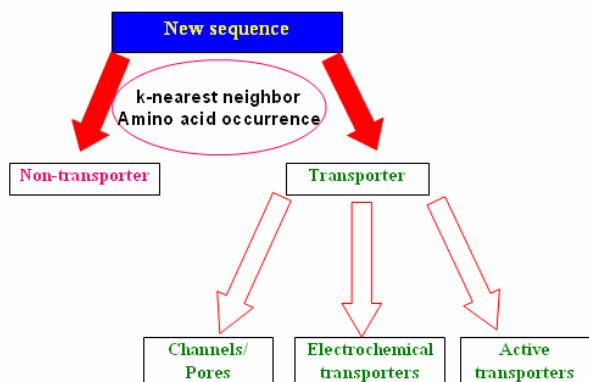 New sequence
k-nearest neighbor
Amino acid occurrence
Non-transporter
Transporter
Channels/
Pores
Electrochemical
transporters
Active
transporters